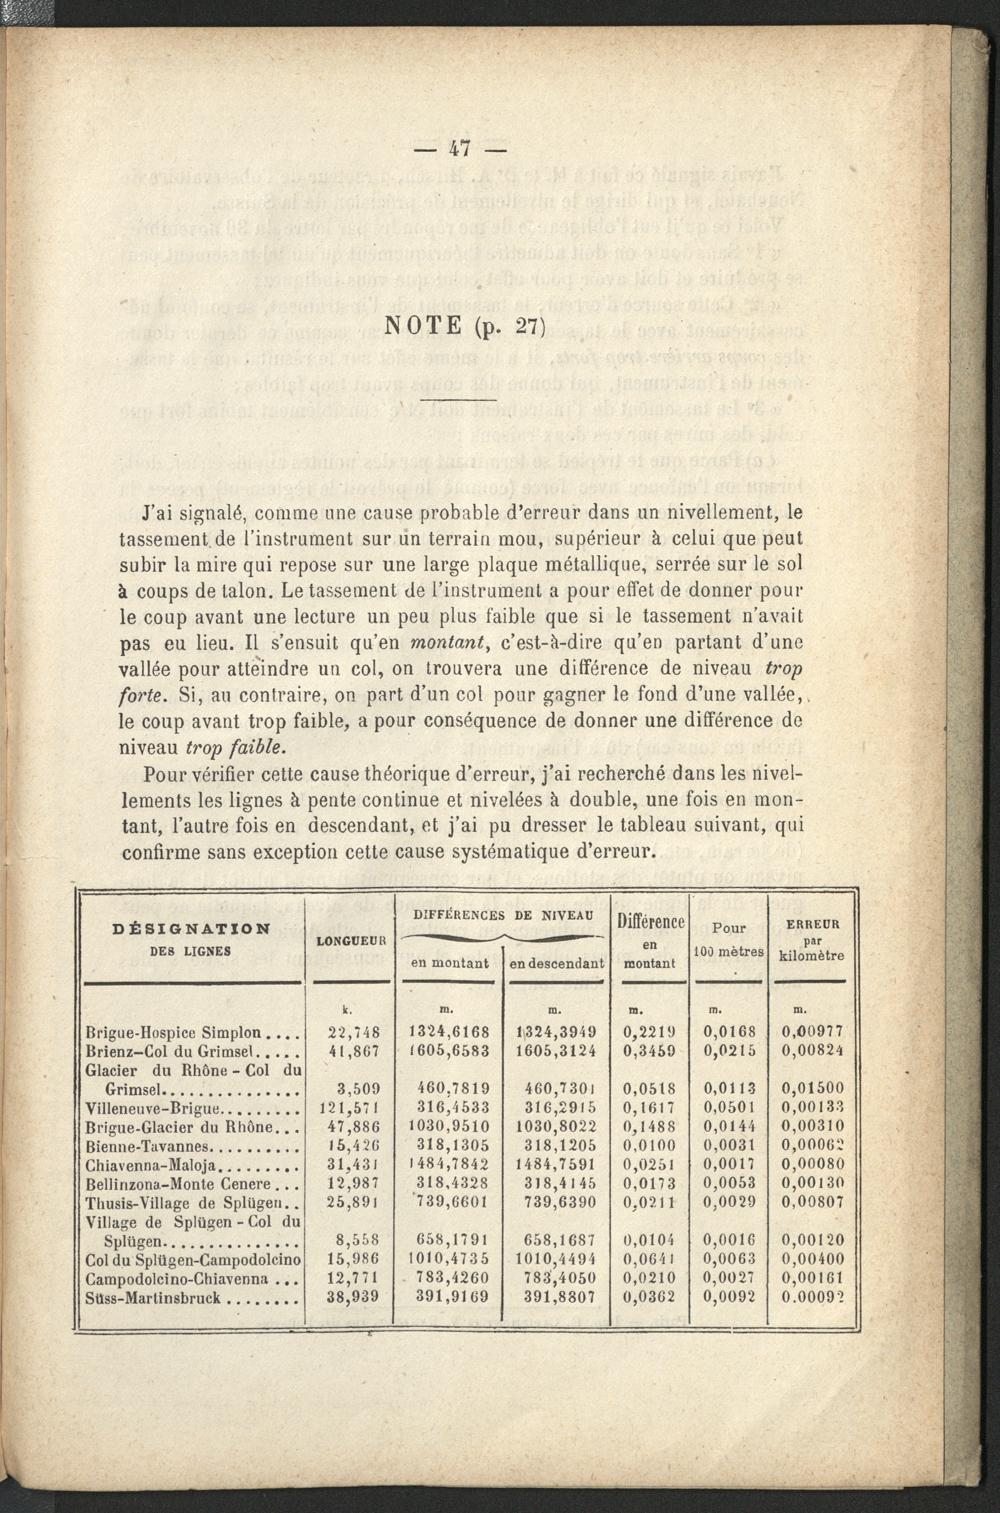 — 47 —
NOTE (p. 27)
J'ai signalé, comme une cause probable d'erreur dans un nivellement, le
tassement de l'instrument sur un terrain mou, supérieur à celui que peut
subir la mire qui repose sur une large plaque métallique, serrée sur le sol
à coups de talon. Le tassement de l'instrument a pour effet de donner pour
le coup avant une lecture un peu plus faible que si le tassement n'avait
pas eu lieu. Il s'ensuit qu'en montant, c'est-à-dire qu'en partant d'une
vallée pour atteindre un col, on trouvera une différence de niveau trop
forte. Si, au contraire, on part d'un col pour gagner le fond d'une vallée,
le coup avant trop faible, a pour conséquence de donner une différence de
niveau trop faible.
Pour vérifier cette cause théorique d'erreur, j'ai recherché dans les nivel-
lements les lignes à pente continue et nivelées à double, une fois en mon-
tant, l'autre fois en descendant, et j'ai pu dresser le tableau suivant, qui
confirme sans exception cette cause systématique d'erreur.
DÉSIGNATION DES LIGNES | LONGUEUR | DIFFÉRENCES DE NIVEAU en montant | en descendant | Différence en montant | Pour 100 mètres | ERREUR par kilomètre
k. m. m. m. m. m.
Brigue-Hospice Simplon .... 22,748 1324,6168 1324,3949 0,2219 0,0168 0,00977
Brienz–Col du Grimsel..... 41,867 1605,6583 1605,3124 0,3459 0,0215 0,00824
Glacier du Rhône - Col du
Grimsel............... 3,509 460,7819 460,7301 0,0518 0,0113 0,01500
Villeneuve-Brigue......... 121,571 316,4533 316,2915 0,1617 0,0501 0,00133
Brigue-Glacier du Rhône... 47,886 1030,9510 1030,8022 0,1488 0,0144 0,00310
Bienne-Tavannes.......... 15,426 318,1305 318,1205 0,0100 0,0031 0,00062
Chiavenna-Maloja......... 31,431 1484,7842 1484,7591 0,0251 0,0017 0,00080
Bellinzona-Monte Cenere ... 12,987 318,4328 318,4145 0,0173 0,0053 0,00130
Thusis-Village de Splügen.. 25,891 739,6601 739,6390 0,0211 0,0029 0,00807
Village de Splügen - Col du
Splügen............... 8,558 658,1791 658,1687 0,0104 0,0016 0,00120
Col du Splügen-Campodolcino 15,986 1010,4735 1010,4494 0,0641 0,0063 0,00400
Campodolcino-Chiavenna ... 12,771 783,4260 783,4050 0,0210 0,0027 0,00161
Süss-Martinsbruck ........ 38,939 391,9169 391,8807 0,0362 0,0092 0.00092